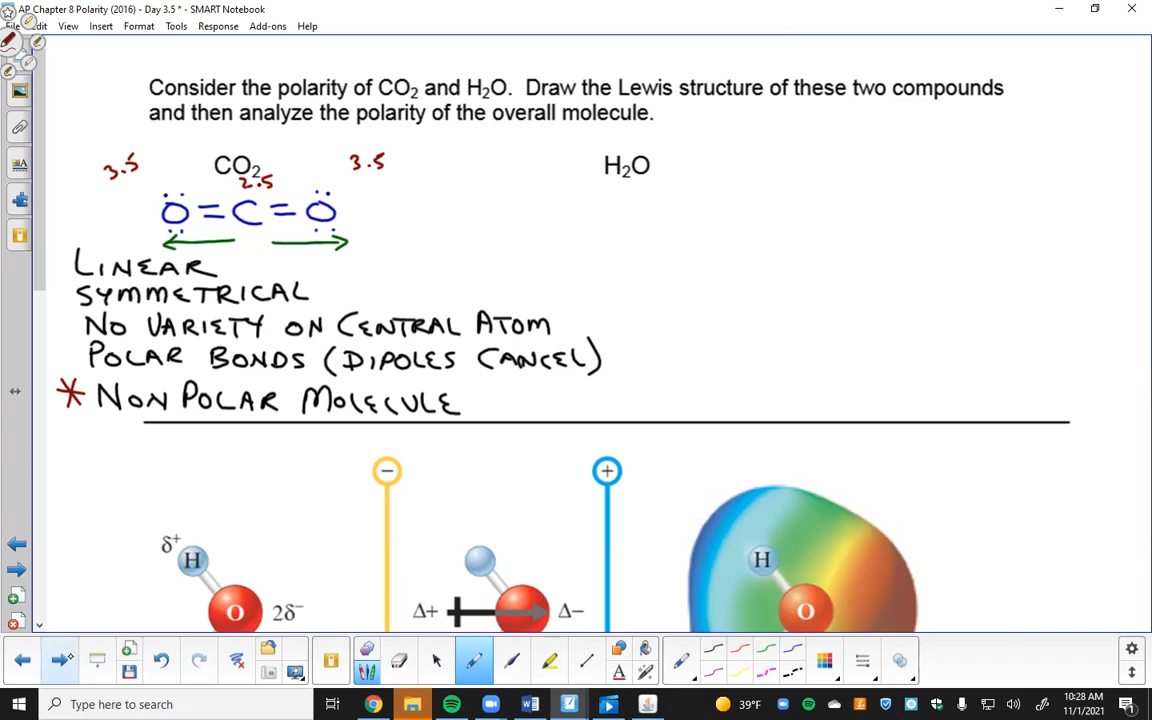 AP Chapter 8 Polarity (2016) - Day 3.5 * - SMART Notebook
File Edit View Insert Format Tools Response Add-ons Help
Consider the polarity of CO₂ and H₂O. Draw the Lewis structure of these two compounds
and then analyze the polarity of the overall molecule.
3.5 CO₂ 3.5 H₂O
2.5
O = C = O
LINEAR
SYMMETRICAL
NO VARIETY ON CENTRAL ATOM
POLAR BONDS (DIPOLES CANCEL)
* NONPOLAR MOLECULE
− +
δ⁺ H H
O 2δ⁻ Δ+ Δ− O
A
Type here to search
39°F
10:28 AM
11/1/2021
1